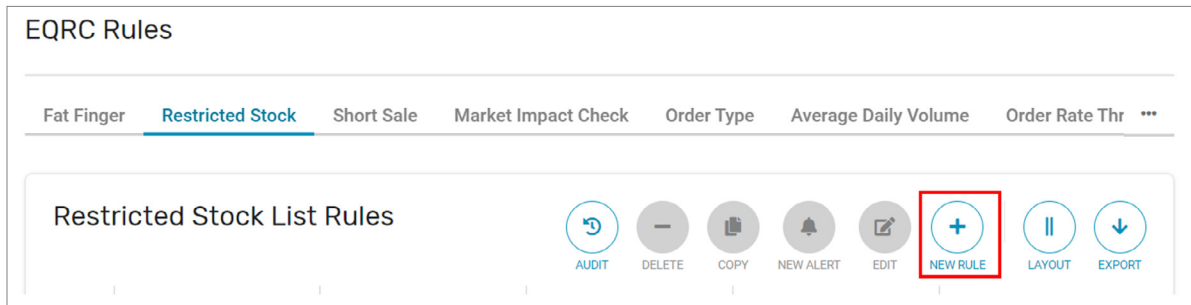 EQRC Rules
Fat Finger Restricted Stock Short Sale Market Impact Check Order Type Average Daily Volume Order Rate Thr •••
Restricted Stock List Rules
AUDIT DELETE COPY NEW ALERT EDIT NEW RULE LAYOUT EXPORT